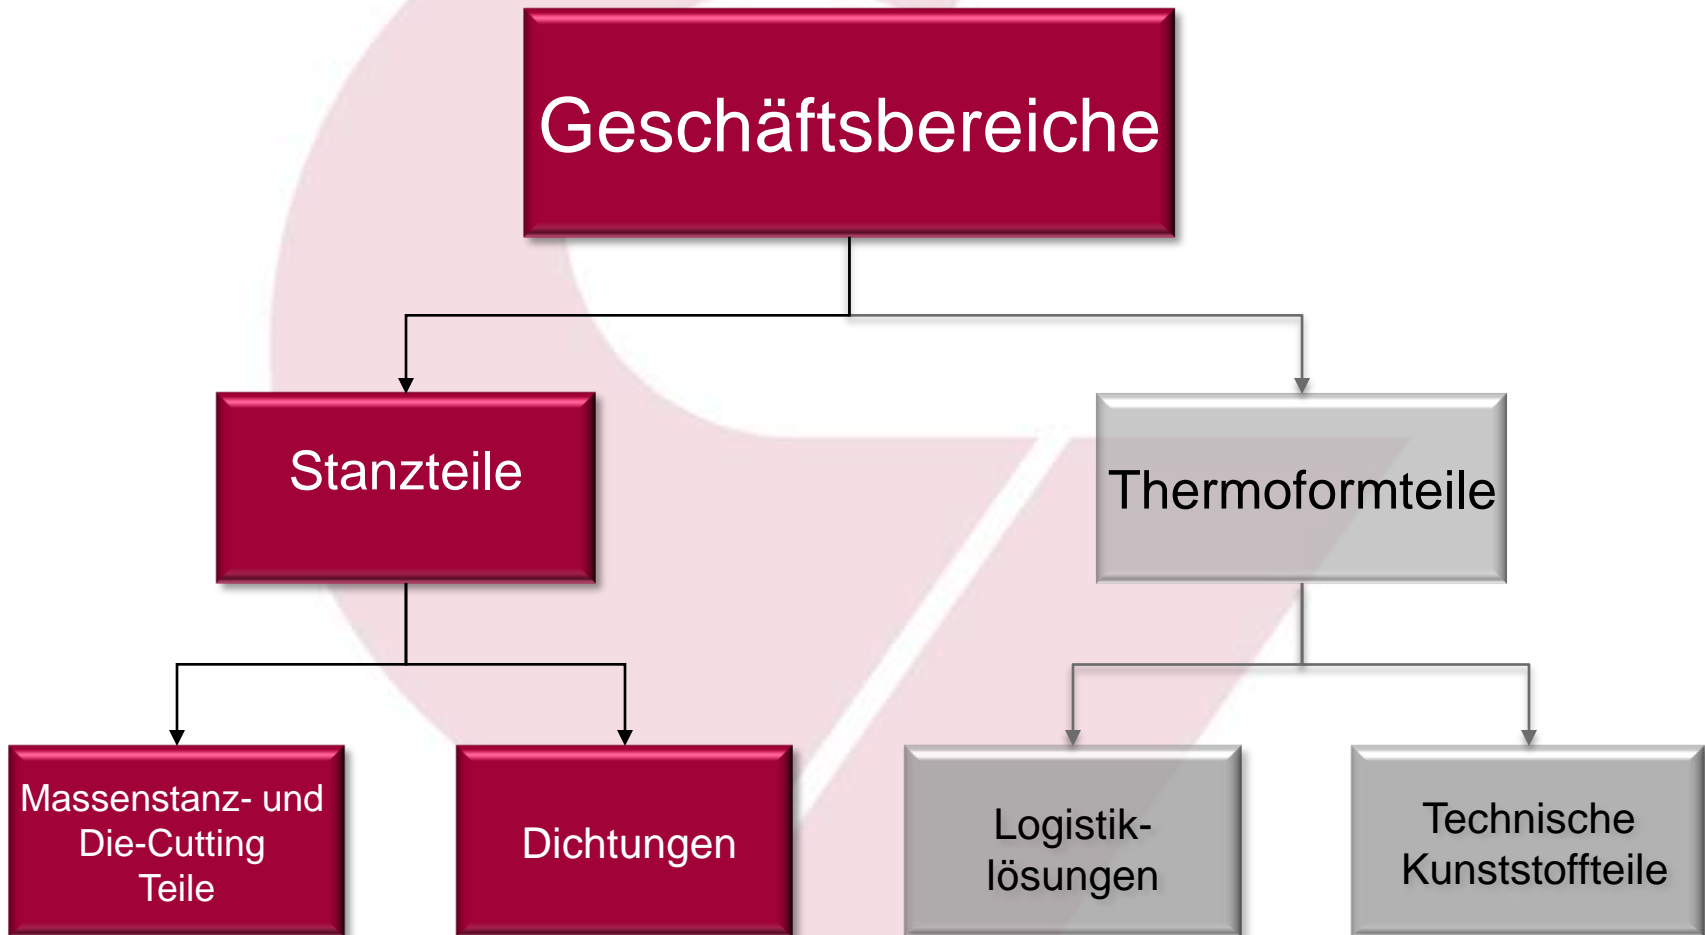 Geschäftsbereiche
Stanzteile
Thermoformteile
Massenstanz- und
Die-Cutting
Teile
Dichtungen
Logistik-
lösungen
Technische
Kunststoffteile